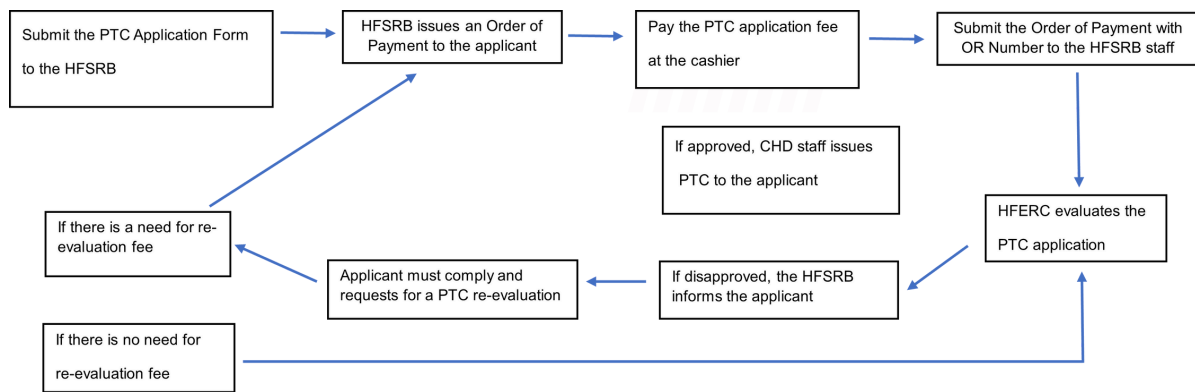 Submit the PTC Application Form
to the HFSRB
HFSRB issues an Order of
Payment to the applicant
Pay the PTC application fee
at the cashier
Submit the Order of Payment with
OR Number to the HFSRB staff
If approved, CHD staff issues
PTC to the applicant
HFERC evaluates the
PTC application
If disapproved, the HFSRB
informs the applicant
Applicant must comply and
requests for a PTC re-evaluation
If there is a need for re-
evaluation fee
If there is no need for
re-evaluation fee